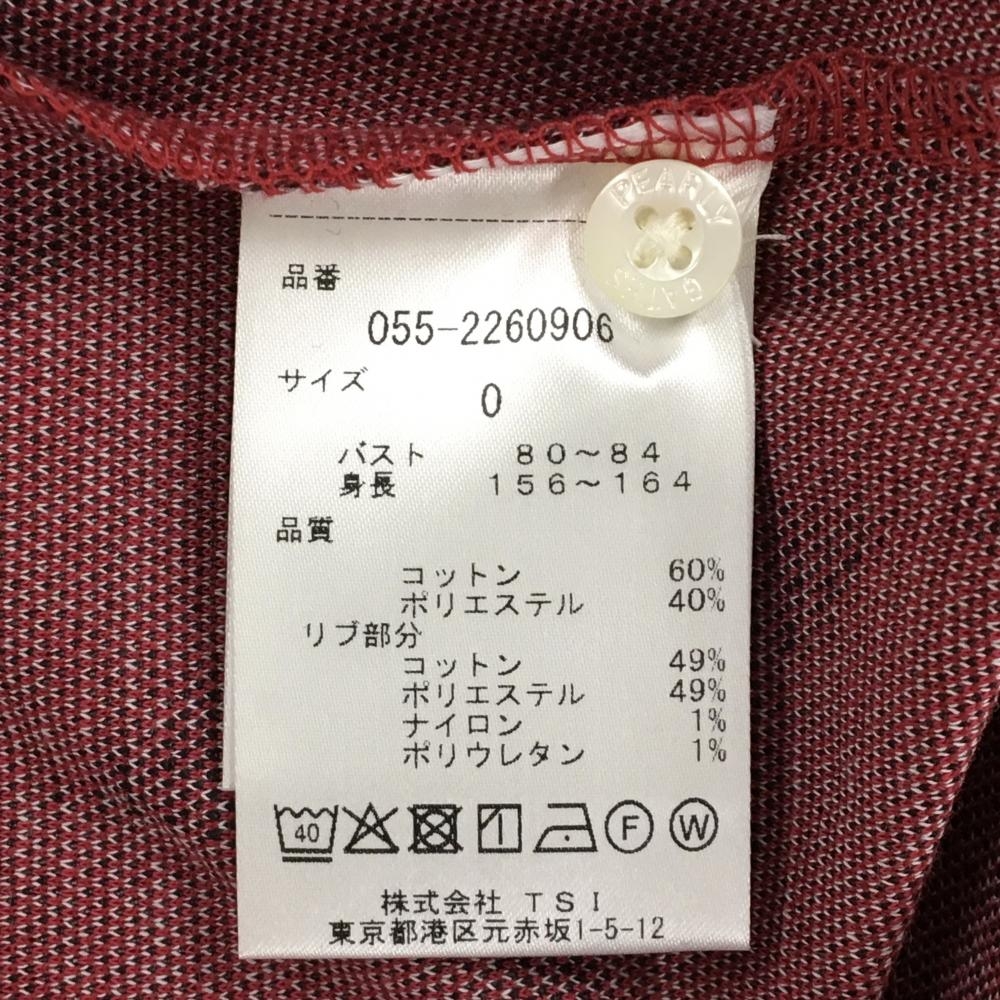 PEARLY
GATES
品番
055-2260906
サイズ
0
バスト 80~84
身長 156~164
品質
コットン 60%
ポリエステル 40%
リブ部分
コットン 49%
ポリエステル 49%
ナイロン 1%
ポリウレタン 1%
40 F W
株式会社 TSI
東京都港区元赤坂1-5-12